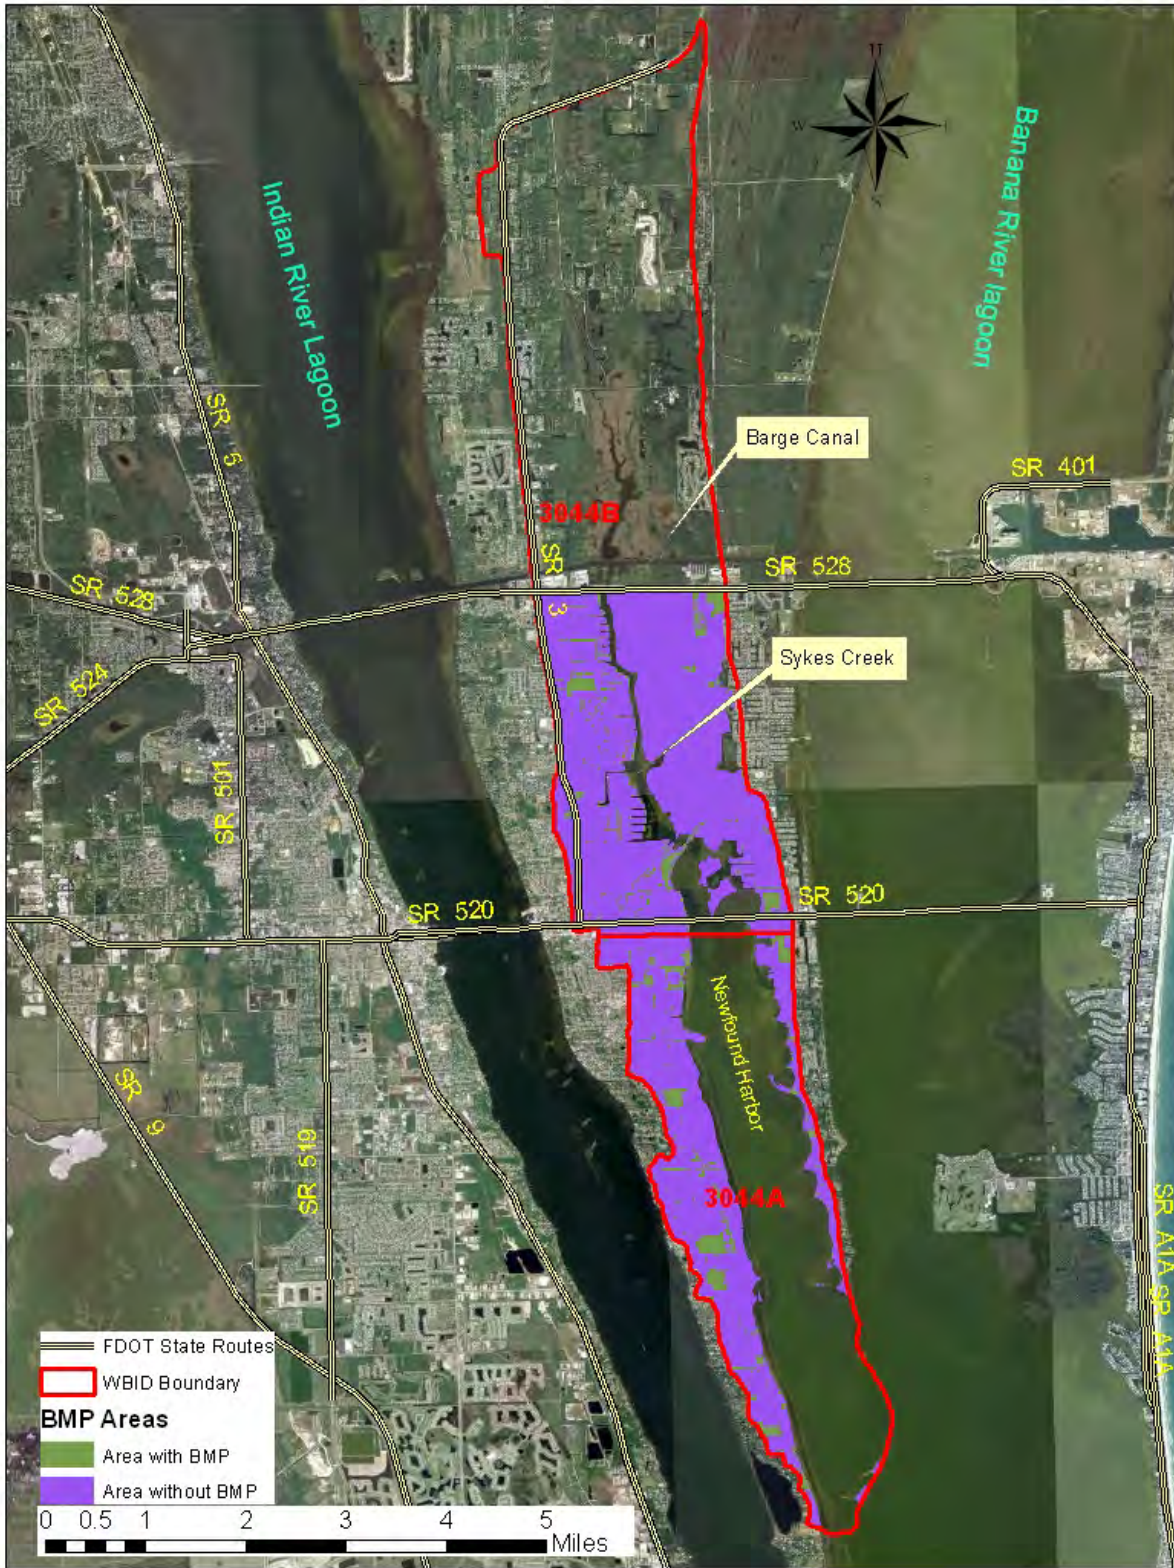 N
W
E
S
Indian River Lagoon
Banana River lagoon
SR 5
Barge Canal
SR 401
3044B
SR 3
SR 528
SR 528
Sykes Creek
SR 524
SR 501
SR 520
SR 520
Newfound Harbor
SR 9
SR 519
3044A
SR A1A SR A1A
FDOT State Routes
WBID Boundary
BMP Areas
Area with BMP
Area without BMP
0 0.5 1 2 3 4 5
Miles